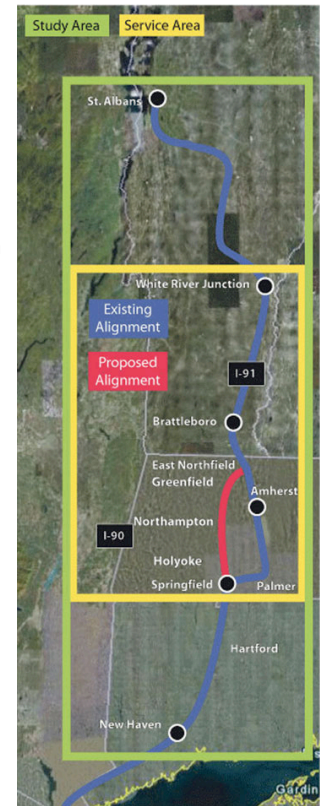 Study Area
Service Area
St. Albans
White River Junction
Existing
Alignment
Proposed
Alignment
I-91
Brattleboro
East Northfield
Greenfield
Amherst
Northampton
I-90
Holyoke
Springfield
Palmer
Hartford
New Haven
Gardin